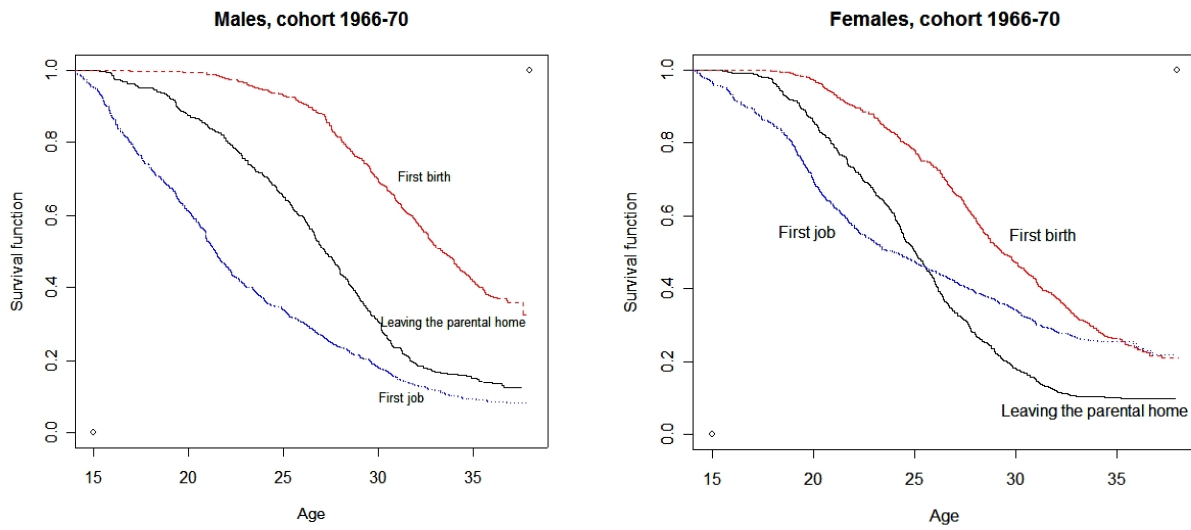 Males, cohort 1966-70
Survival function
1.0
0.8
0.6
0.4
0.2
0.0
First birth
Leaving the parental home
First job
15 20 25 30 35
Age
Females, cohort 1966-70
Survival function
1.0
0.8
0.6
0.4
0.2
0.0
First job
First birth
Leaving the parental home
15 20 25 30 35
Age